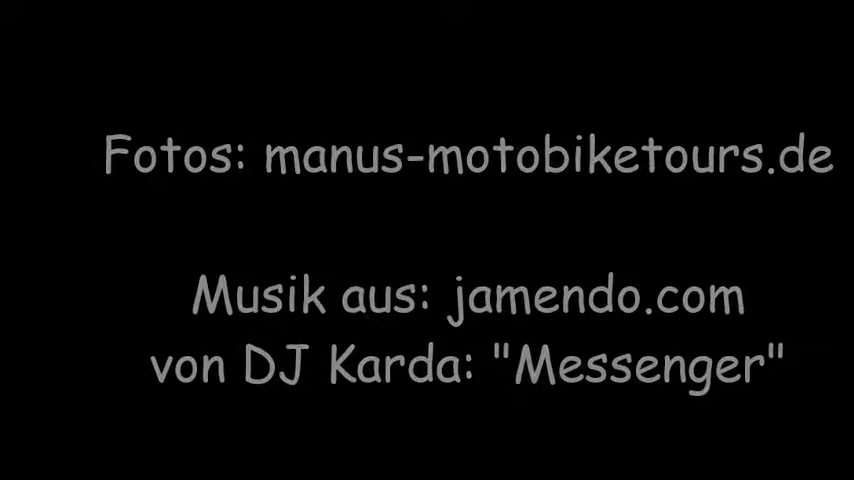 Fotos: manus-motobiketours.de
Musik aus: jamendo.com
von DJ Karda: "Messenger"